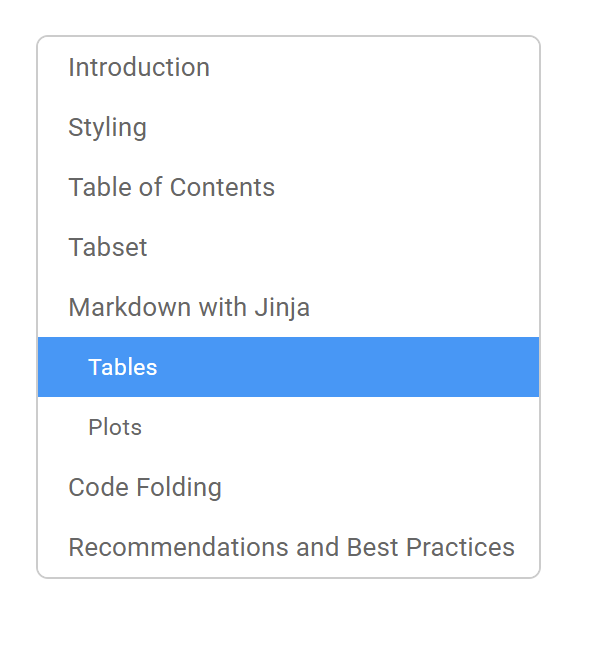 Introduction
Styling
Table of Contents
Tabset
Markdown with Jinja
Tables
Plots
Code Folding
Recommendations and Best Practices